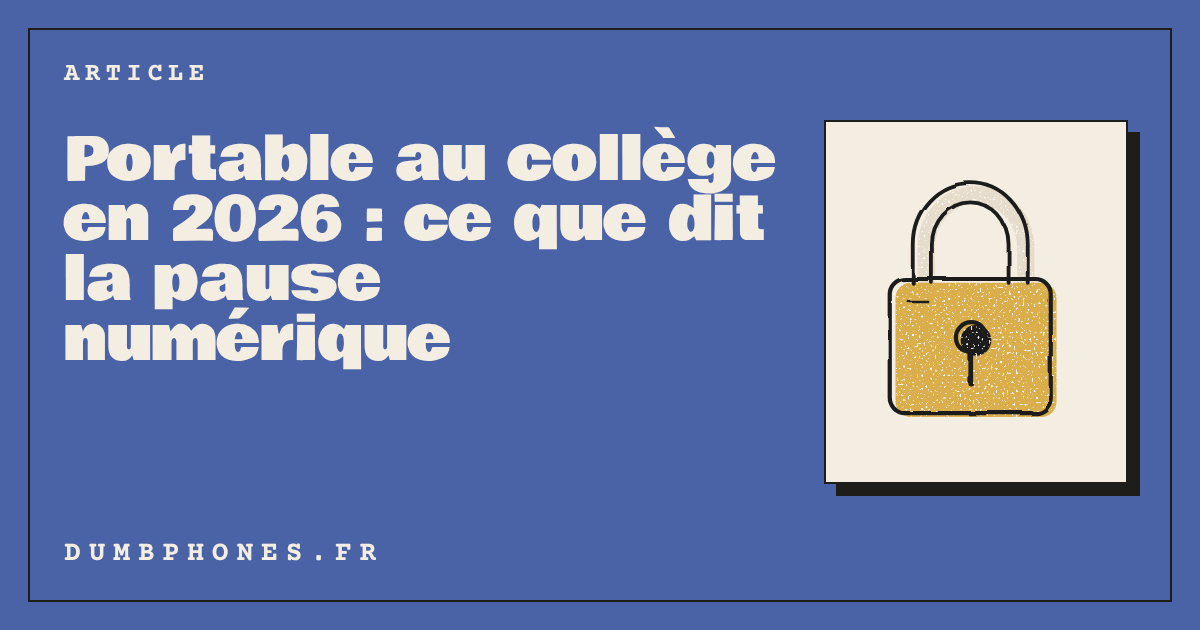 ARTICLE
Portable au collège
en 2026 : ce que dit
la pause
numérique
DUMBPHONES.FR